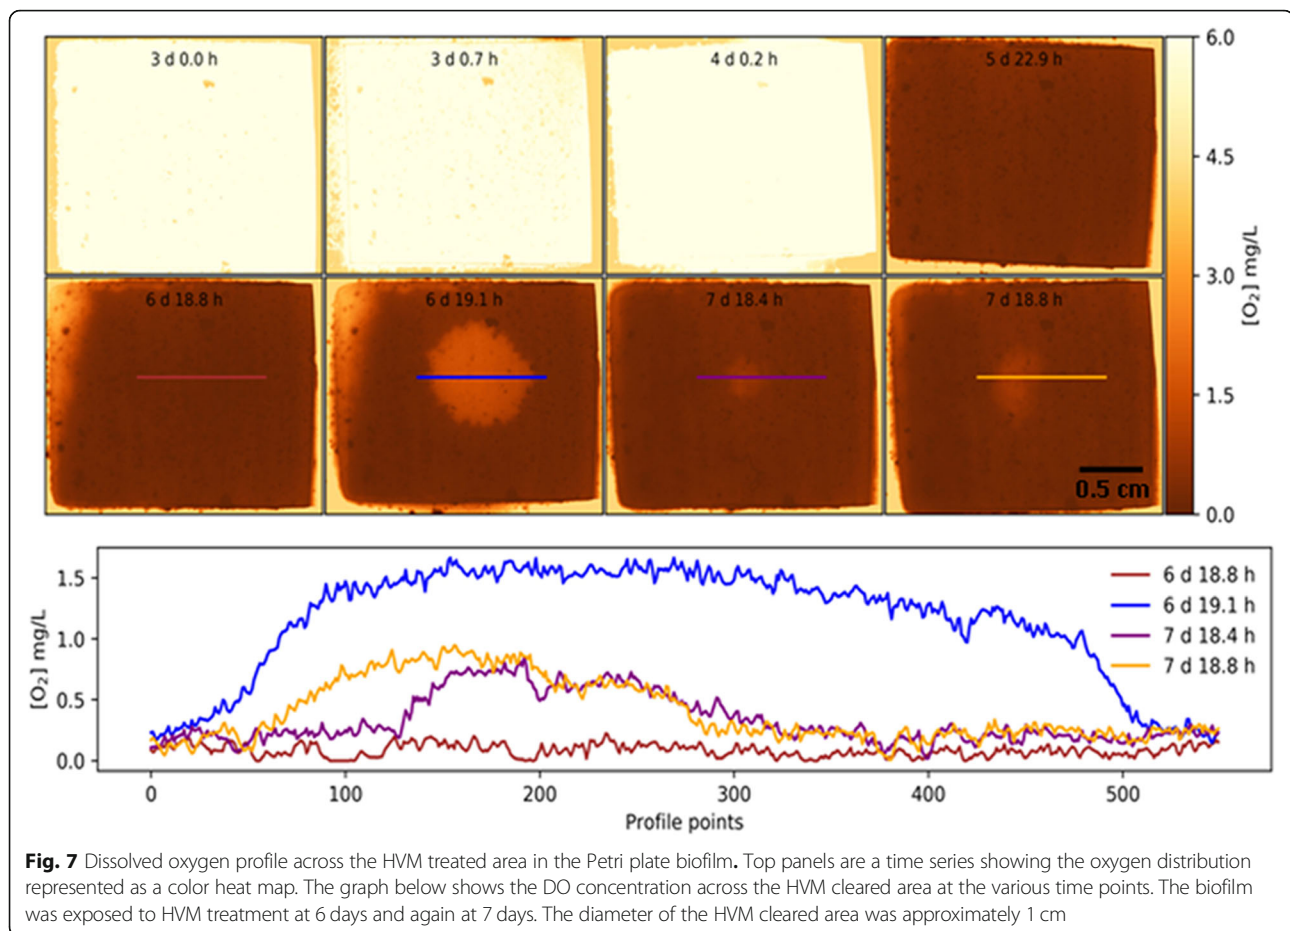 3 d 0.0 h
3 d 0.7 h
4 d 0.2 h
5 d 22.9 h
6.0
4.5
3.0
1.5
0.0
[O₂] mg/L
6 d 18.8 h
6 d 19.1 h
7 d 18.4 h
7 d 18.8 h
0.5 cm
1.5
1.0
0.5
0.0
[O₂] mg/L
6 d 18.8 h
6 d 19.1 h
7 d 18.4 h
7 d 18.8 h
0 100 200 300 400 500
Profile points
Fig. 7 Dissolved oxygen profile across the HVM treated area in the Petri plate biofilm. Top panels are a time series showing the oxygen distribution
represented as a color heat map. The graph below shows the DO concentration across the HVM cleared area at the various time points. The biofilm
was exposed to HVM treatment at 6 days and again at 7 days. The diameter of the HVM cleared area was approximately 1 cm